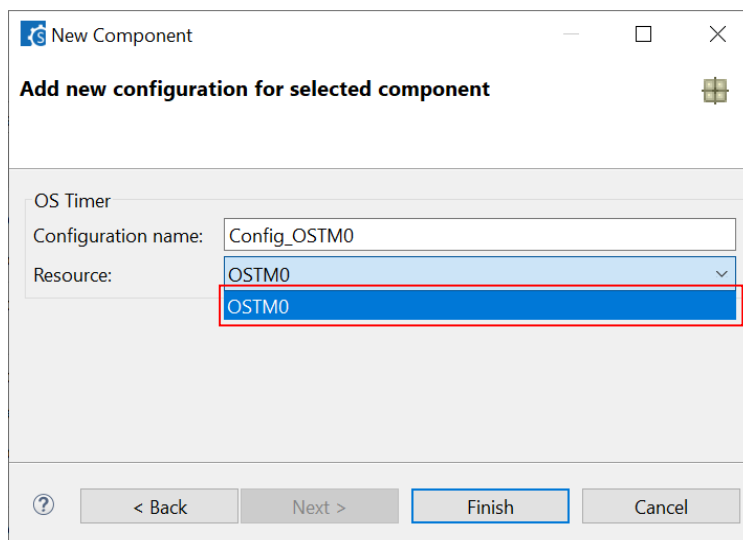 New Component
Add new configuration for selected component
OS Timer
Configuration name: Config_OSTM0
Resource: OSTM0
OSTM0
< Back Next > Finish Cancel